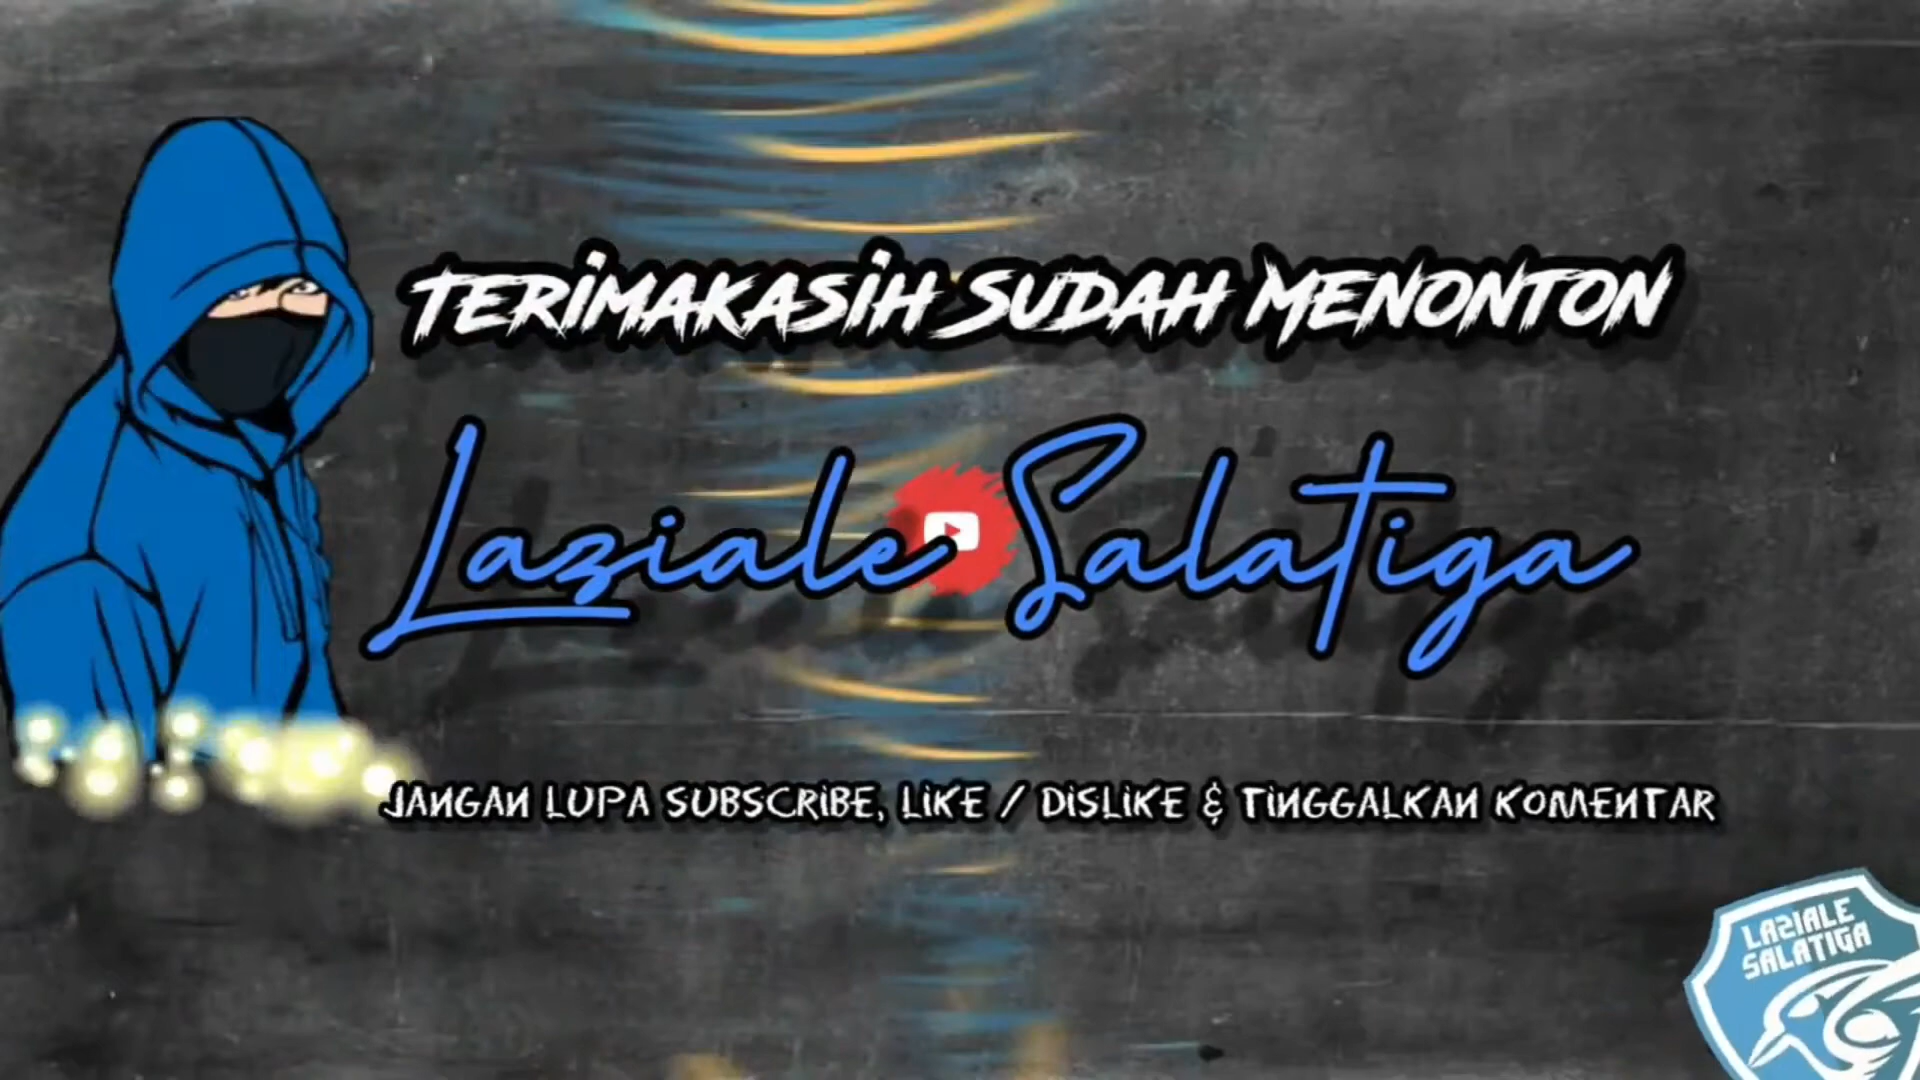 TERIMAKASIH SUDAH MENONTON
Laziale Salatiga
JANGAN LUPA SUBSCRIBE, LIKE / DISLIKE & TINGGALKAN KOMENTAR
LAZIALE
SALATIGA